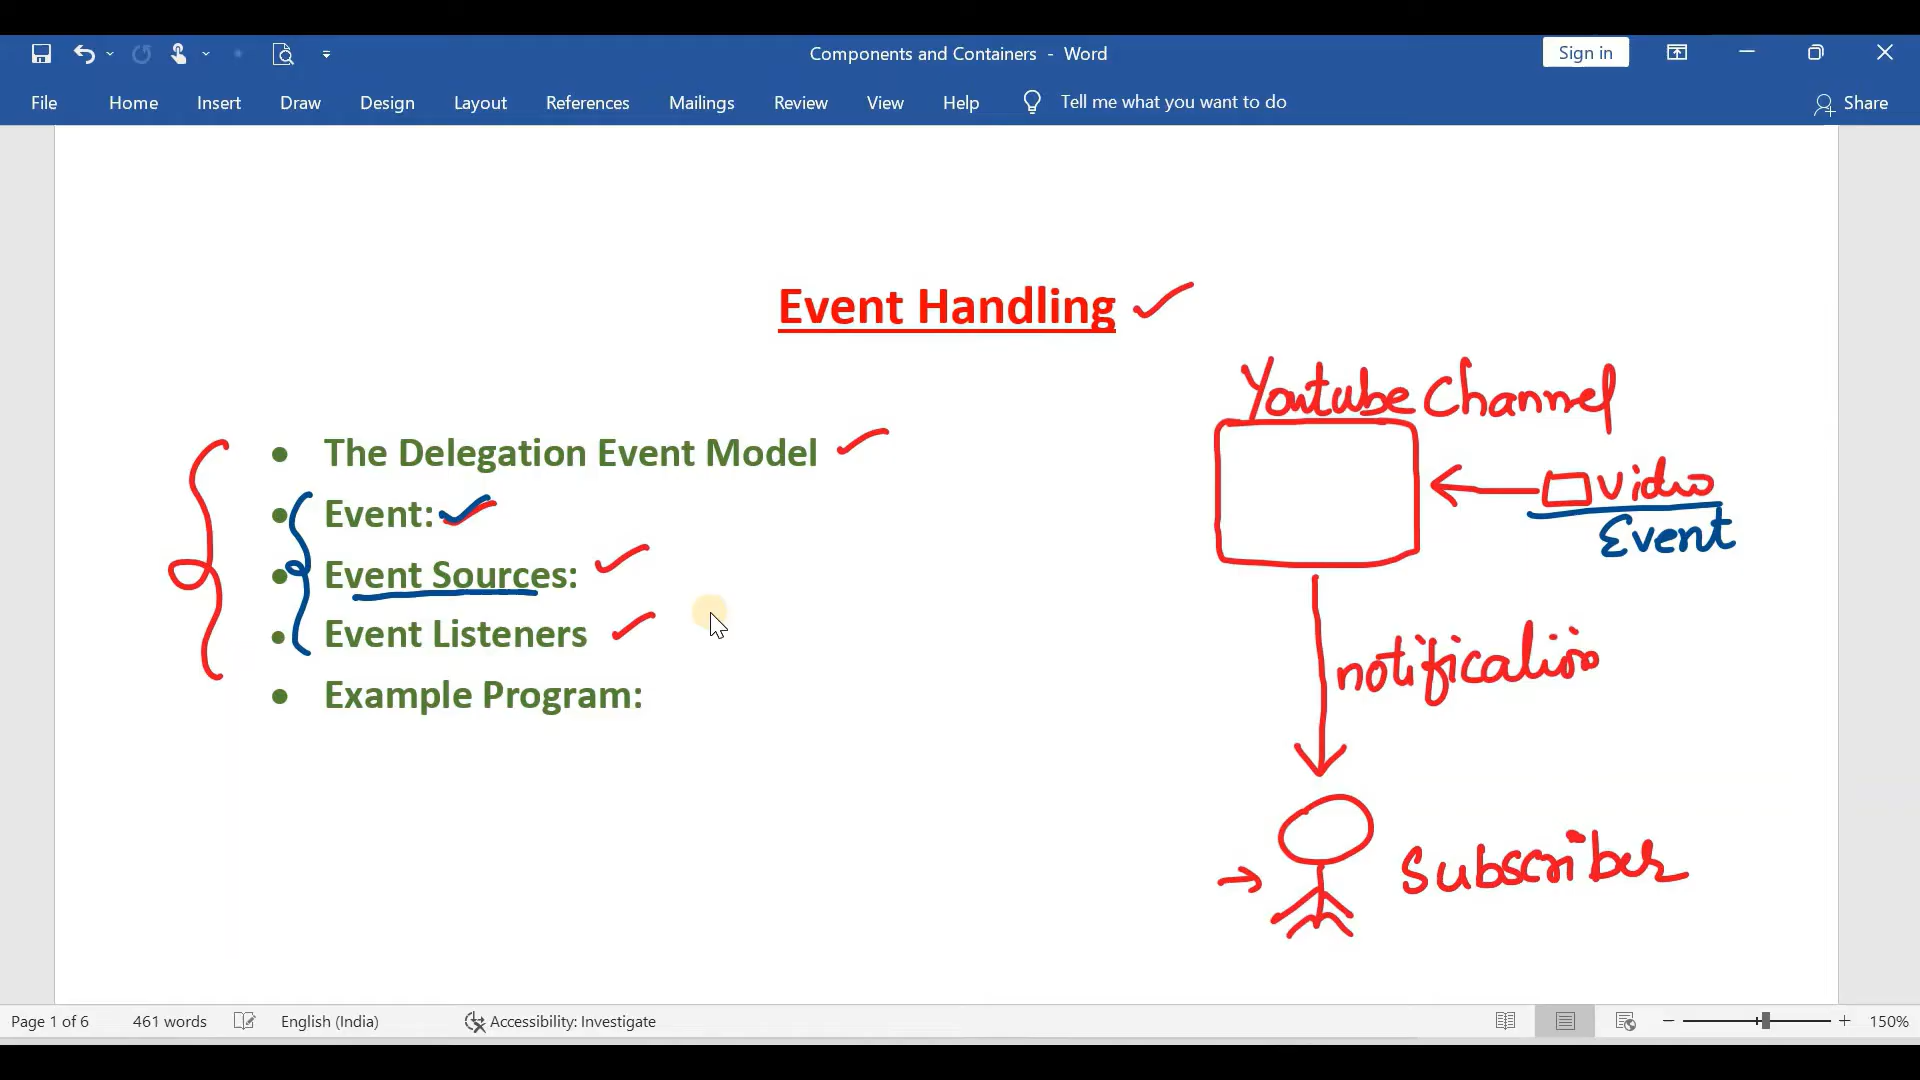 Components and Containers - Word
Sign in
File Home Insert Draw Design Layout References Mailings Review View Help Tell me what you want to do Share
Event Handling
Youtube Channel
• The Delegation Event Model
• Event:
• Event Sources:
• Event Listeners
• Example Program:
Video
Event
notification
Subscriber
Page 1 of 6 461 words English (India) Accessibility: Investigate 150%